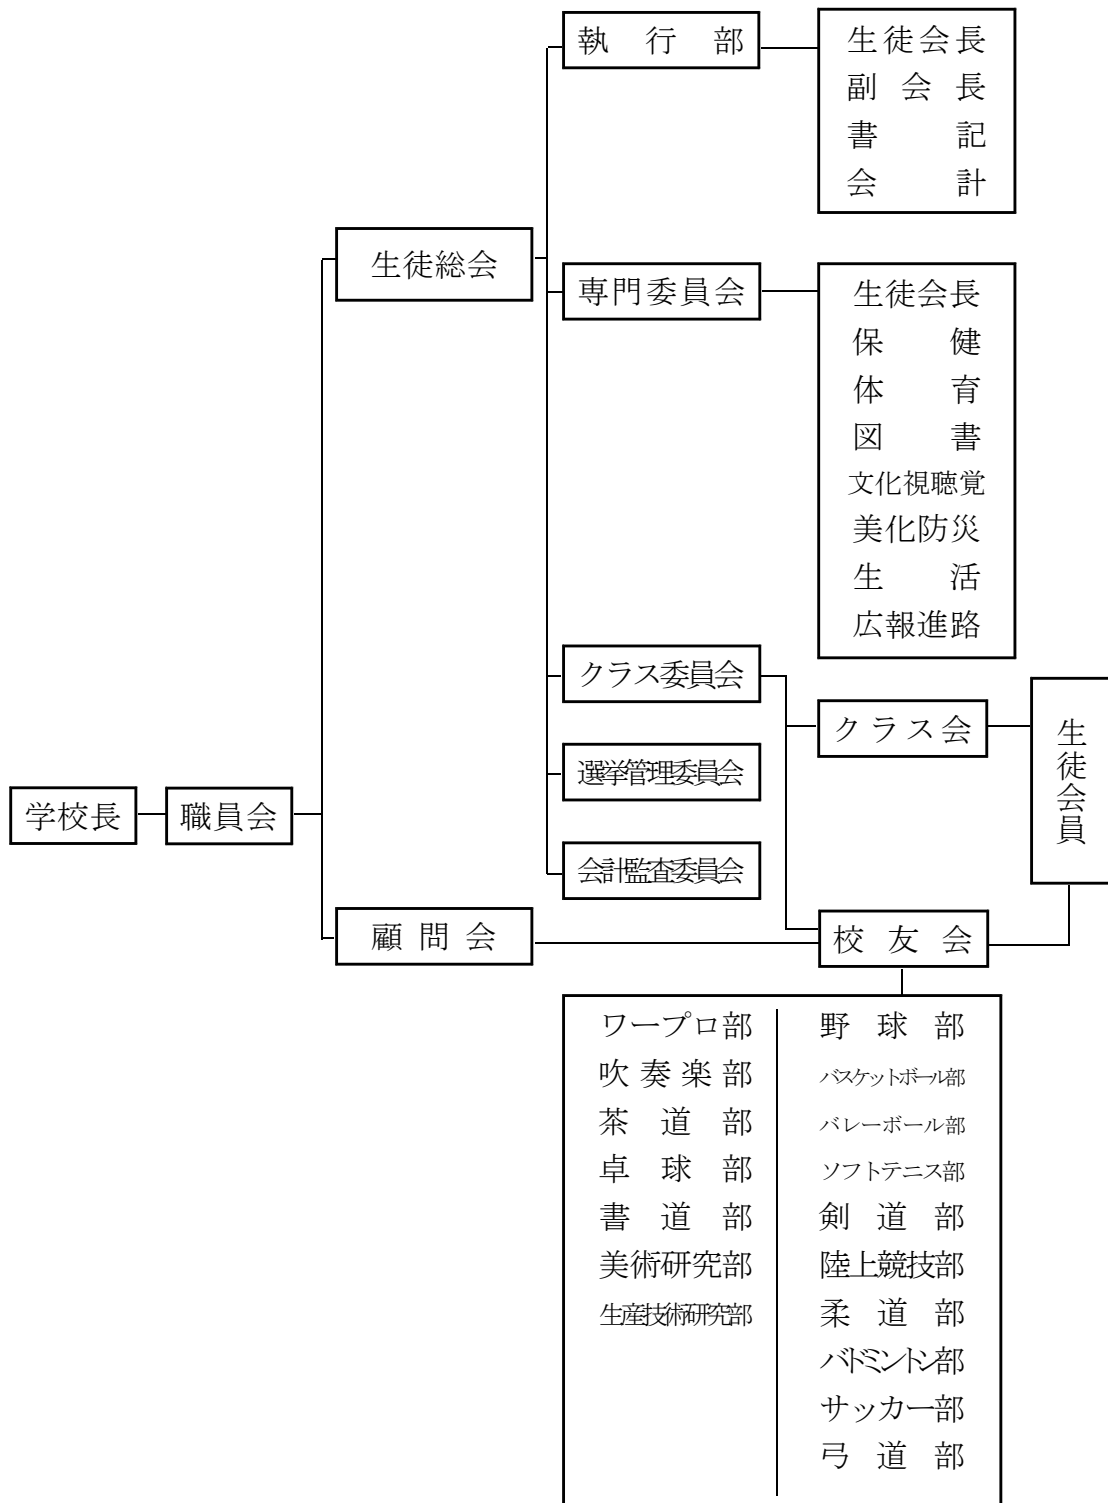 執行部
生徒会長
副会長
書記
会計
生徒総会
専門委員会
生徒会長
保健
体育
図書
文化視聴覚
美化防災
生活
広報進路
クラス委員会
クラス会
生徒会員
選挙管理委員会
学校長
職員会
会計監査委員会
顧問会
校友会
ワープロ部
吹奏楽部
茶道部
卓球部
書道部
美術研究部
生産技術研究部
野球部
バスケットボール部
バレーボール部
ソフトテニス部
剣道部
陸上競技部
柔道部
バドミントン部
サッカー部
弓道部